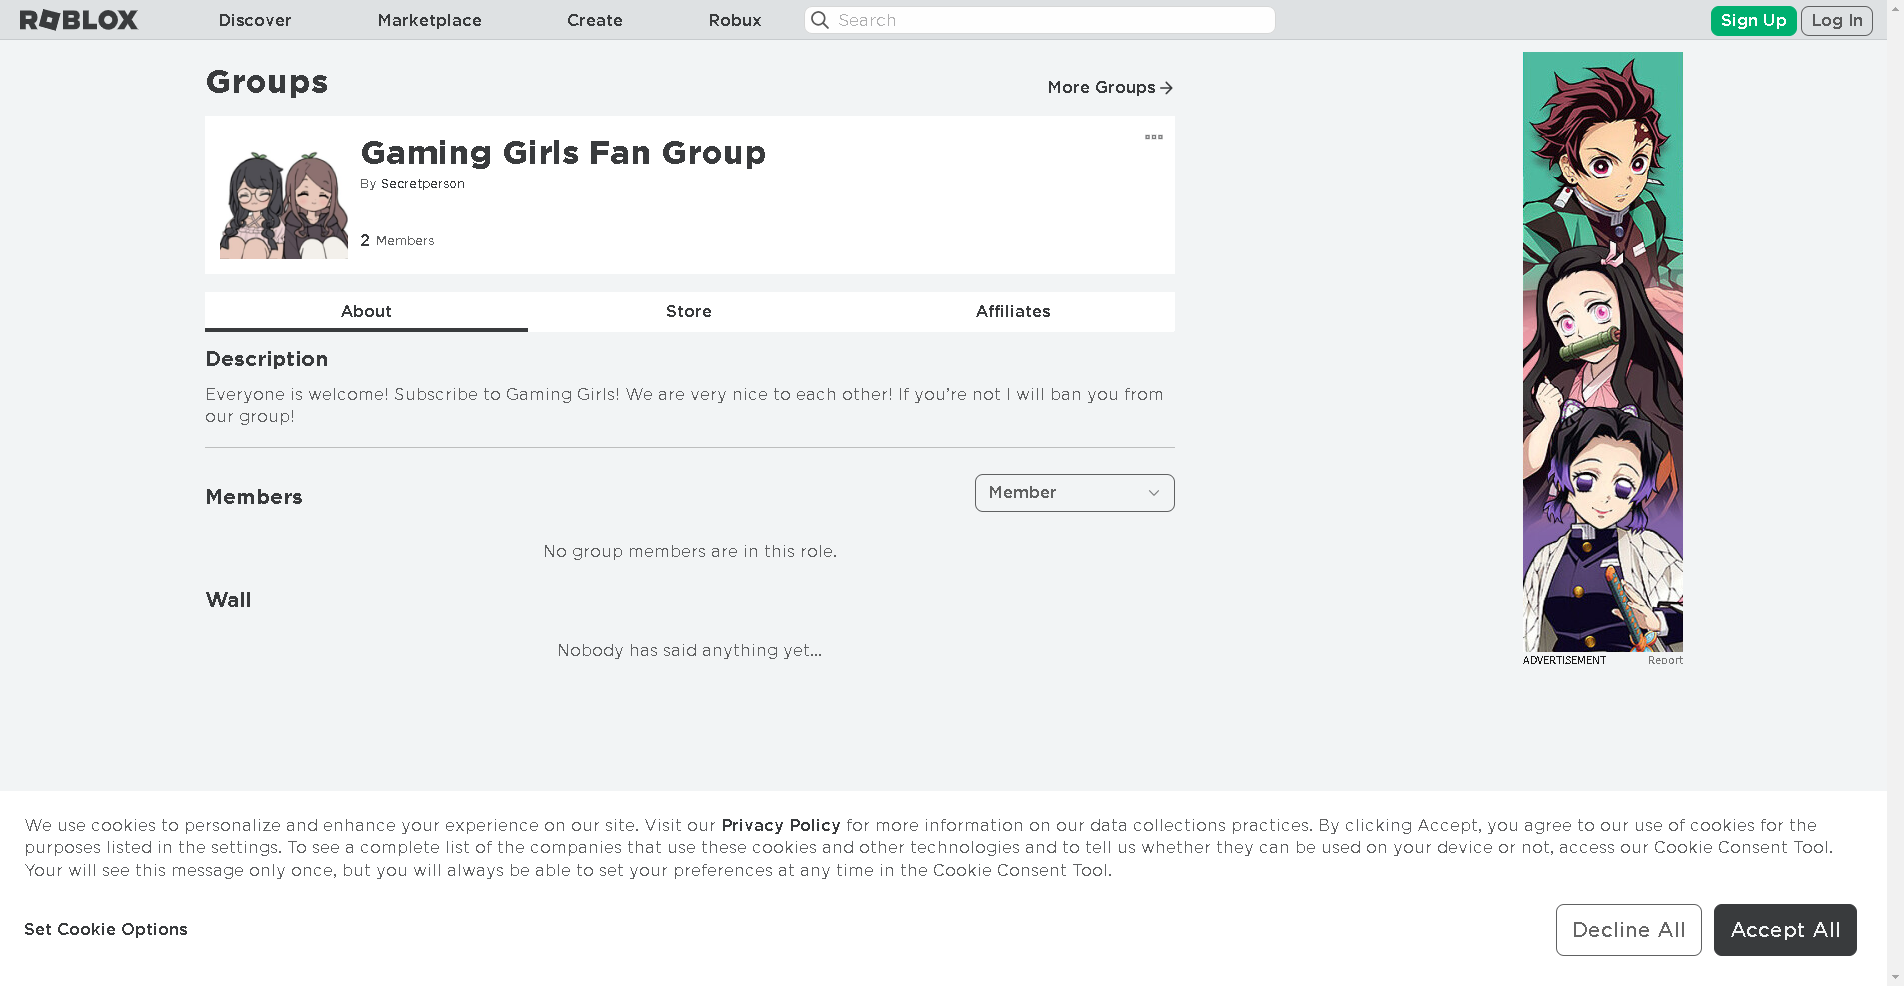 ROBLOX
Discover
Marketplace
Create
Robux
Search
Sign Up
Log In
Groups
More Groups
Gaming Girls Fan Group
By Secretperson
2 Members
About
Store
Affiliates
Description
Everyone is welcome! Subscribe to Gaming Girls! We are very nice to each other! If you’re not I will ban you from
our group!
Members
Member
No group members are in this role.
Wall
Nobody has said anything yet...
ADVERTISEMENT
Report
We use cookies to personalize and enhance your experience on our site. Visit our Privacy Policy for more information on our data collections practices. By clicking Accept, you agree to our use of cookies for the
purposes listed in the settings. To see a complete list of the companies that use these cookies and other technologies and to tell us whether they can be used on your device or not, access our Cookie Consent Tool.
Your will see this message only once, but you will always be able to set your preferences at any time in the Cookie Consent Tool.
Set Cookie Options
Decline All
Accept All